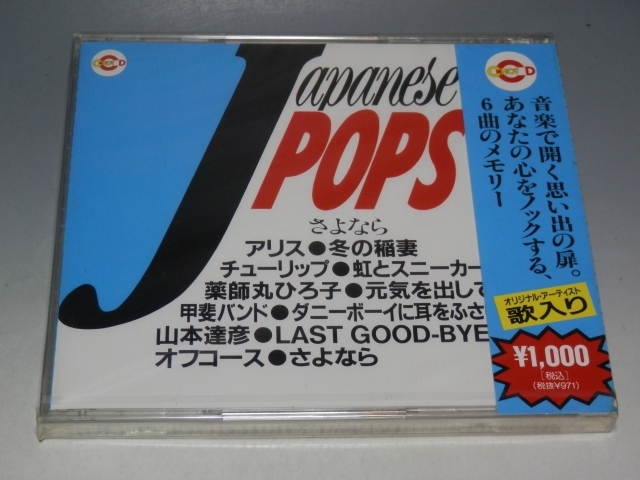 Japanese
POPS
さよなら
アリス●冬の稲妻
チューリップ●虹とスニーカー
薬師丸ひろ子●元気を出して
甲斐バンド●ダニーボーイに耳をふさ
山本達彦●LAST GOOD-BYE
オフコース●さよなら
音楽で開く思い出の扉。
あなたの心をノックする、
6曲のメモリー
オリジナル・アーティスト
歌入り
¥1,000
[税込]
(税抜¥971)